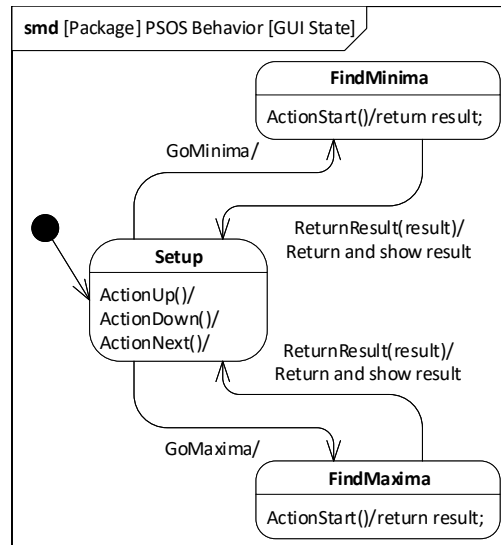 smd [Package] PSOS Behavior [GUI State]
FindMinima
ActionStart()/return result;
GoMinima/
ReturnResult(result)/
Return and show result
Setup
ActionUp()/
ActionDown()/
ActionNext()/
ReturnResult(result)/
Return and show result
GoMaxima/
FindMaxima
ActionStart()/return result;